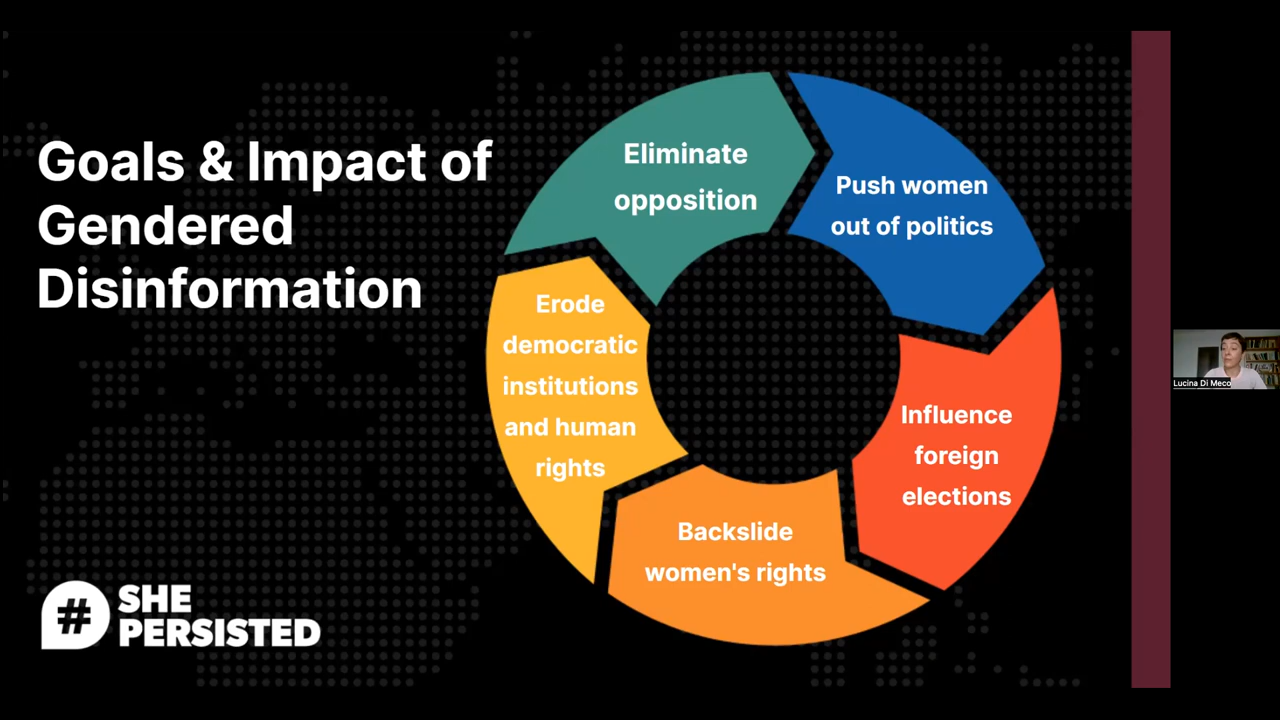 Goals & Impact of
Gendered
Disinformation
Eliminate
opposition
Push women
out of politics
Influence
foreign
elections
Backslide
women's rights
Erode
democratic
institutions
and human
rights
#
SHE
PERSISTED
Lucina Di Meco